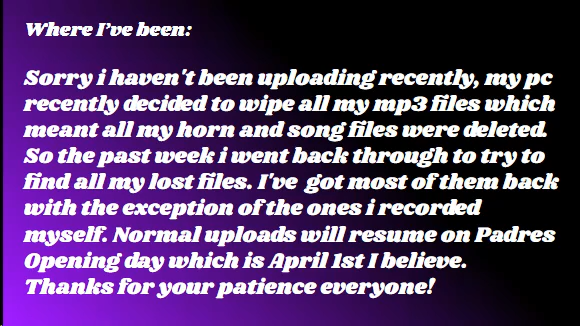 Where I've been:
Sorry i haven't been uploading recently, my pc
recently decided to wipe all my mp3 files which
meant all my horn and song files were deleted.
So the past week i went back through to try to
find all my lost files. I've  got most of them back
with the exception of the ones i recorded
myself. Normal uploads will resume on Padres
Opening day which is April 1st I believe.
Thanks for your patience everyone!